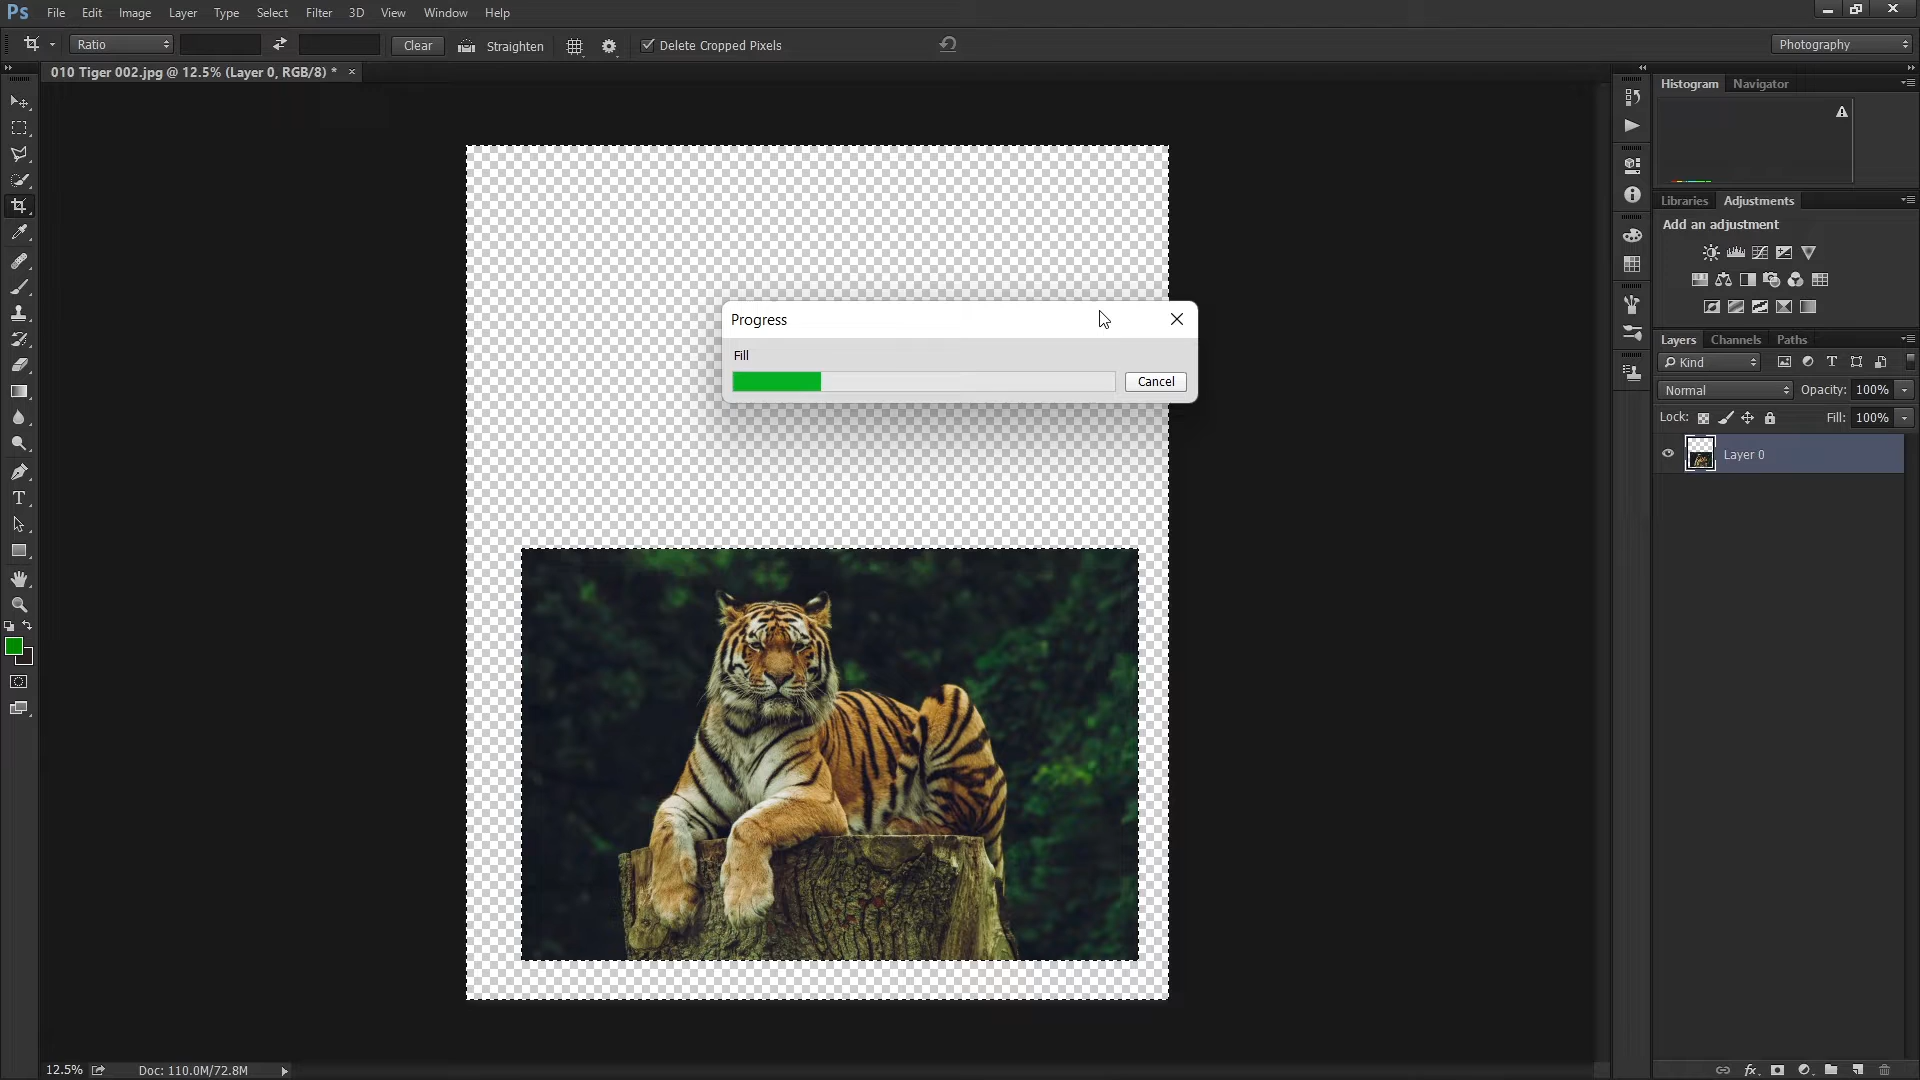 Ps File Edit Image Layer Type Select Filter 3D View Window Help
Ratio Clear Straighten Delete Cropped Pixels Photography
010 Tiger 002.jpg @ 12.5% (Layer 0, RGB/8) * ×
Histogram Navigator
Libraries Adjustments
Add an adjustment
Progress
Fill
Cancel
Layers Channels Paths
Kind
Normal Opacity: 100%
Lock: Fill: 100%
Layer 0
T
12.5% Doc: 110.0M/72.8M
fx